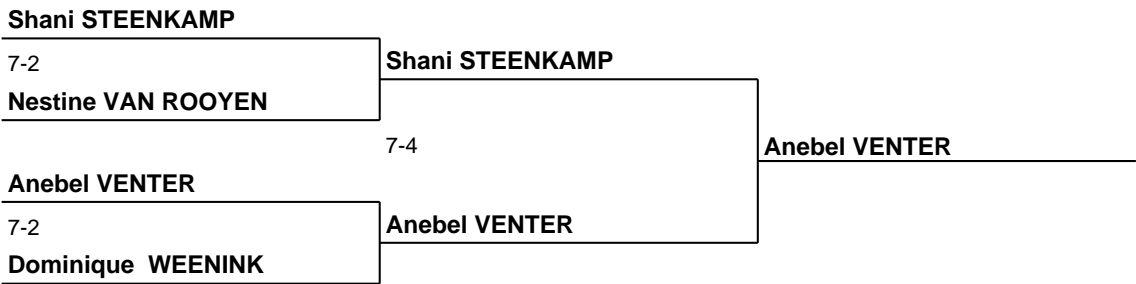 Shani STEENKAMP
7-2
Shani STEENKAMP
Nestine VAN ROOYEN
7-4
Anebel VENTER
Anebel VENTER
7-2
Anebel VENTER
Dominique  WEENINK